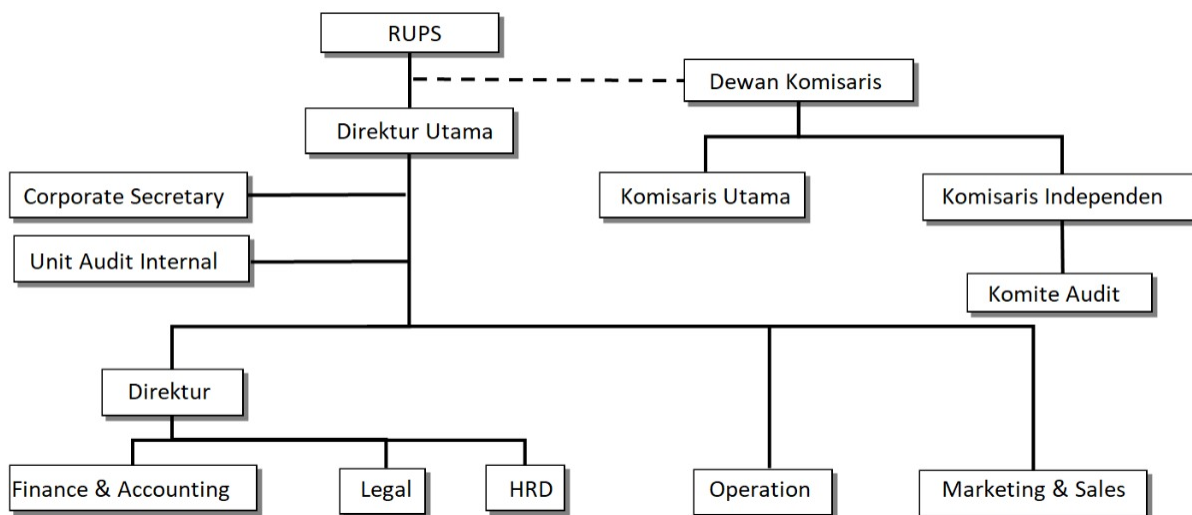 RUPS
Dewan Komisaris
Direktur Utama
Corporate Secretary
Komisaris Utama
Komisaris Independen
Unit Audit Internal
Komite Audit
Direktur
Finance & Accounting
Legal
HRD
Operation
Marketing & Sales